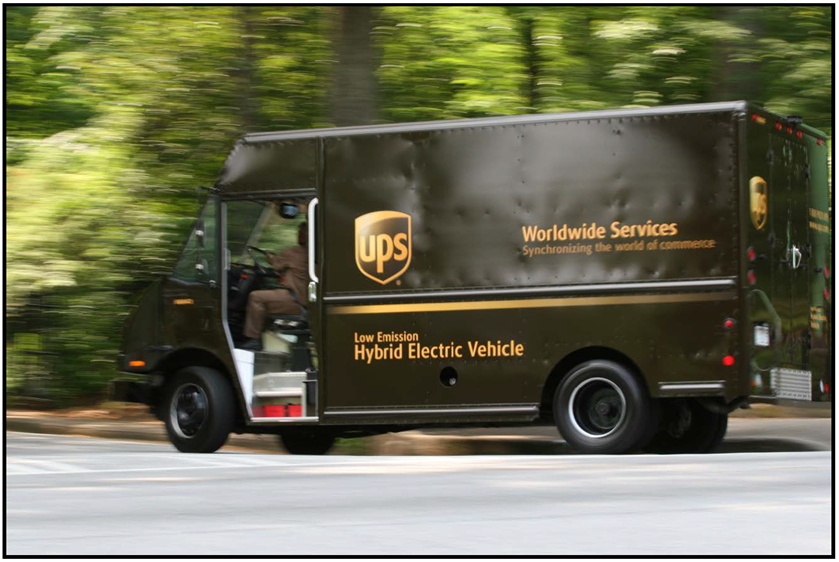 ups
Worldwide Services
Synchronizing the world of commerce
Low Emission
Hybrid Electric Vehicle
ups